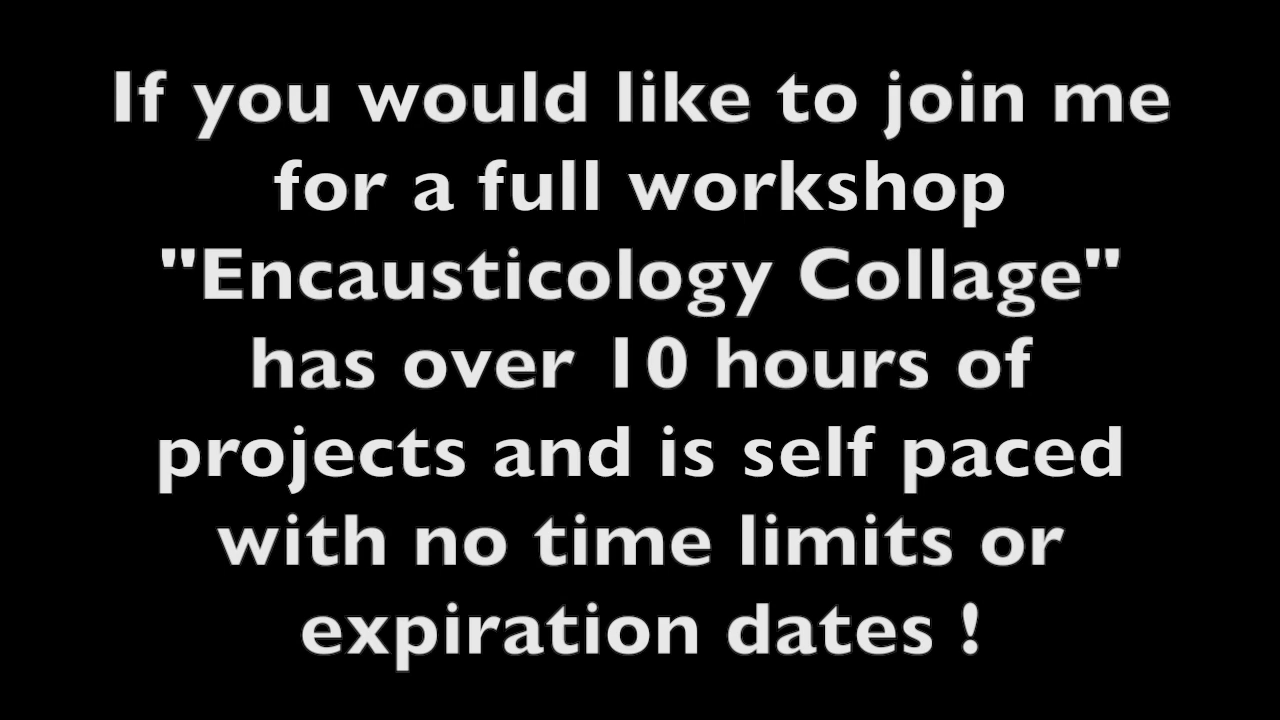 If you would like to join me
for a full workshop
"Encausticology Collage"
has over 10 hours of
projects and is self paced
with no time limits or
expiration dates !